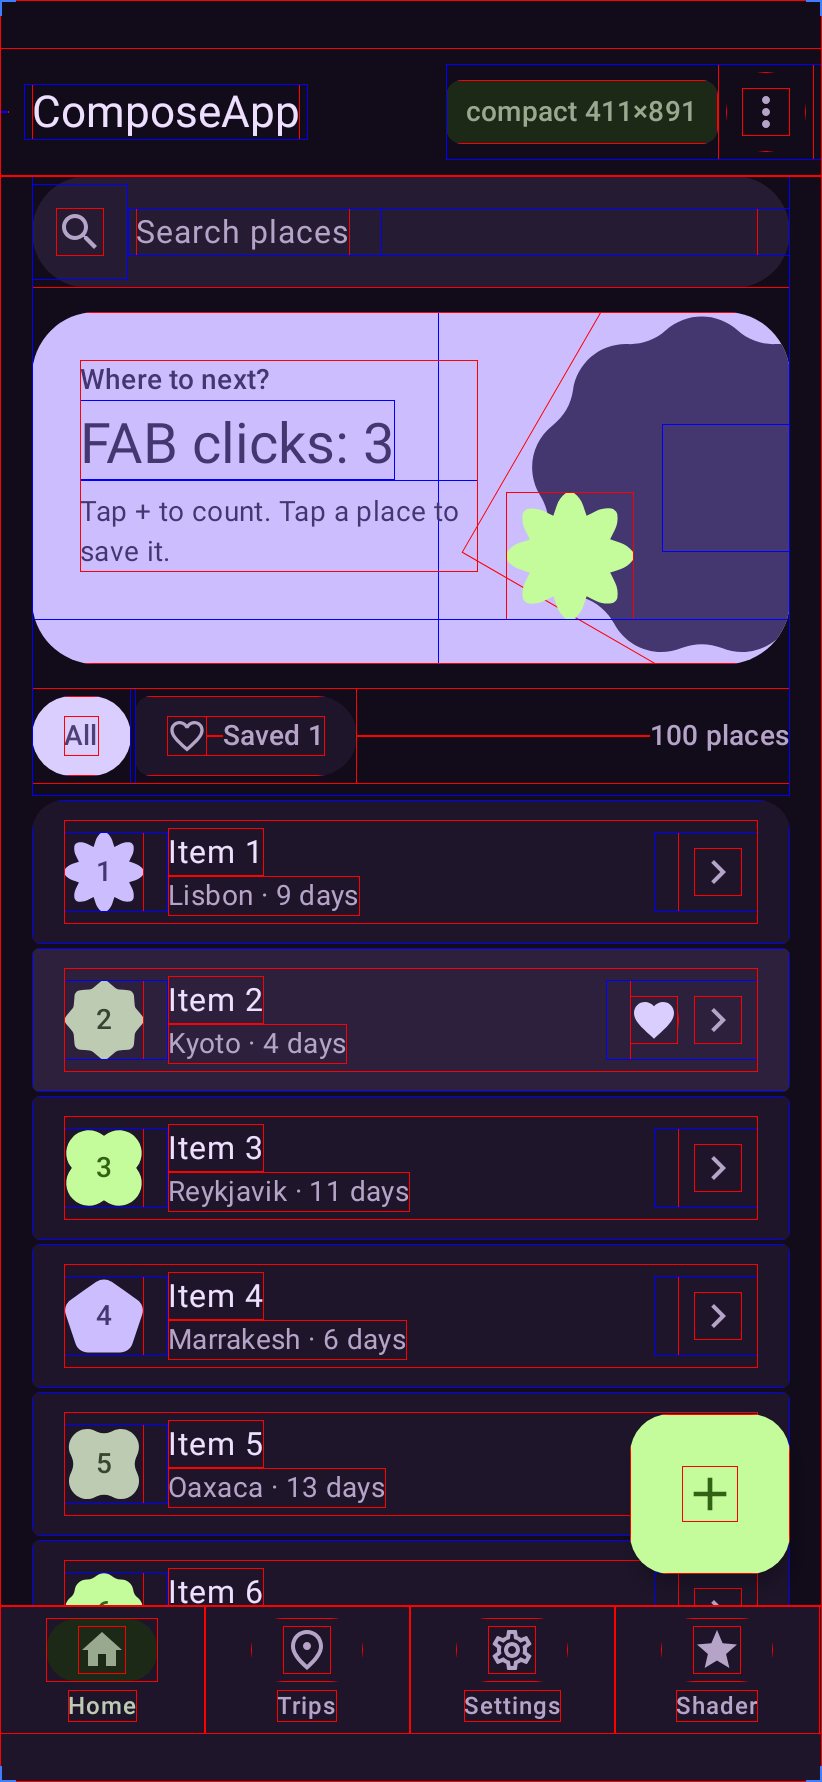 ComposeApp
compact 411×891
Search places
Where to next?
FAB clicks: 3
Tap + to count. Tap a place to
save it.
All
Saved 1
100 places
1
Item 1
Lisbon · 9 days
2
Item 2
Kyoto · 4 days
3
Item 3
Reykjavik · 11 days
4
Item 4
Marrakesh · 6 days
5
Item 5
Oaxaca · 13 days
Item 6
Home
Trips
Settings
Shader